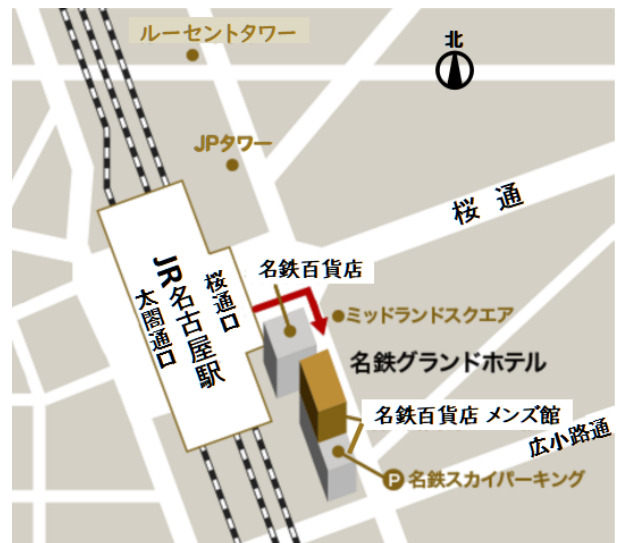 ルーセントタワー
北
JPタワー
桜通
名鉄百貨店
桜通口
JR名古屋駅
太閤通口
ミッドランドスクエア
名鉄グランドホテル
名鉄百貨店 メンズ館
広小路通
P 名鉄スカイパーキング